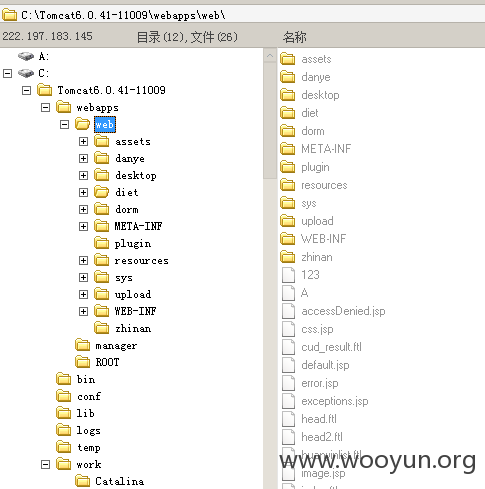 C:\Tomcat6.0.41-11009\webapps\web\
222.197.183.145
目录(12),文件(26)
名称
A:
C:
Tomcat6.0.41-11009
webapps
web
assets
danye
desktop
diet
dorm
META-INF
plugin
resources
sys
upload
WEB-INF
zhinan
manager
ROOT
bin
conf
lib
logs
temp
work
Catalina
assets
danye
desktop
diet
dorm
META-INF
plugin
resources
sys
upload
WEB-INF
zhinan
123
A
accessDenied.jsp
css.jsp
cud_result.ftl
default.jsp
error.jsp
exceptions.jsp
head.ftl
head2.ftl
image.jsp
www.wooyun.org